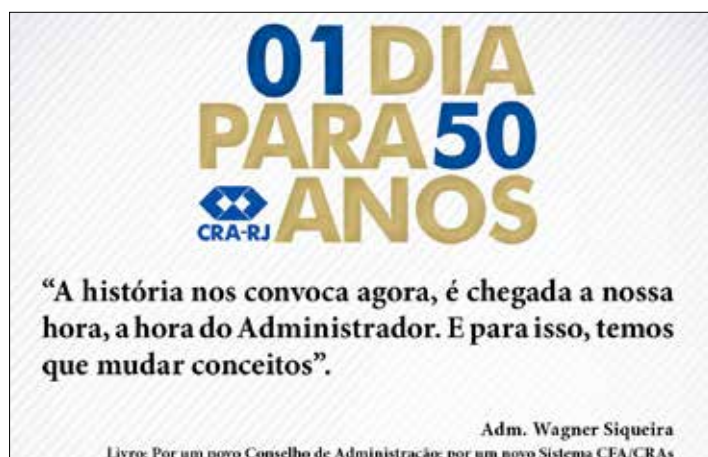 01 DIA
PARA 50
ANOS
CRA-RJ
“A história nos convoca agora, é chegada a nossa
hora, a hora do Administrador. E para isso, temos
que mudar conceitos”.
Adm. Wagner Siqueira
Livro: Por um novo Conselho de Administração: por um novo Sistema CFA/CRAs